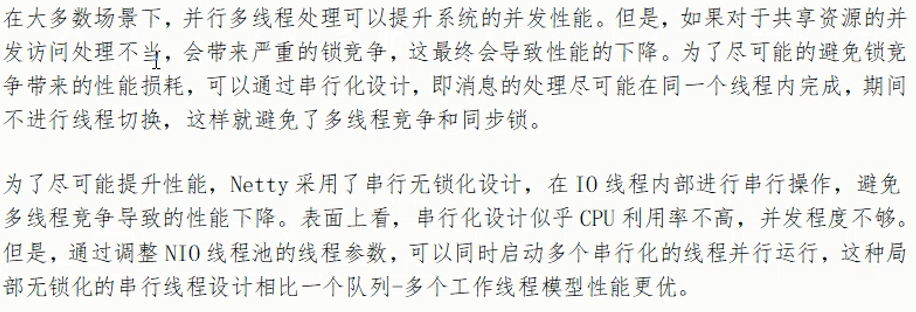 在大多数场景下，并行多线程处理可以提升系统的并发性能。但是，如果对于共享资源的并
发访问处理不当，会带来严重的锁竞争，这最终会导致性能的下降。为了尽可能的避免锁竞
争带来的性能损耗，可以通过串行化设计，即消息的处理尽可能在同一个线程内完成，期间
不进行线程切换，这样就避免了多线程竞争和同步锁。
为了尽可能提升性能，Netty 采用了串行无锁化设计，在 IO 线程内部进行串行操作，避免
多线程竞争导致的性能下降。表面上看，串行化设计似乎 CPU 利用率不高，并发程度不够。
但是，通过调整 NIO 线程池的线程参数，可以同时启动多个串行化的线程并行运行，这种局
部无锁化的串行线程设计相比一个队列-多个工作线程模型性能更优。